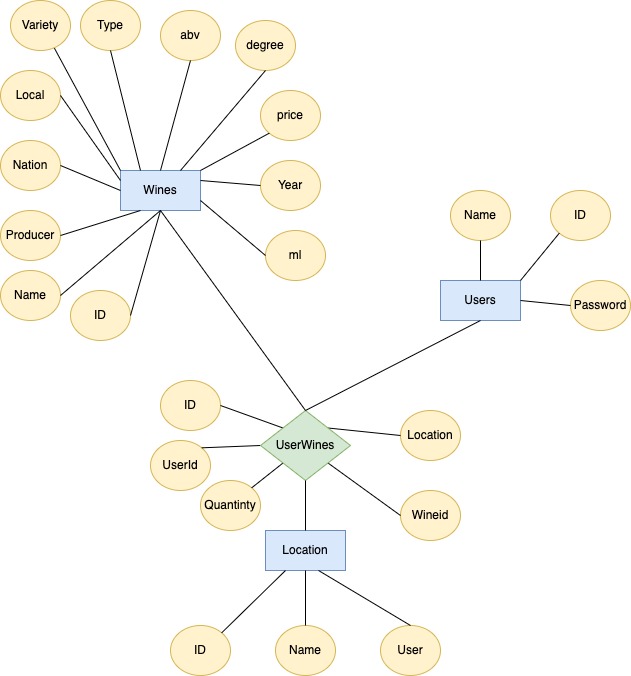 Variety
Type
abv
degree
Local
price
Nation
Wines
Year
Producer
Name
ID
ml
Name
ID
Users
Password
ID
UserWines
Location
UserId
Quantinty
Wineid
Location
ID
Name
User